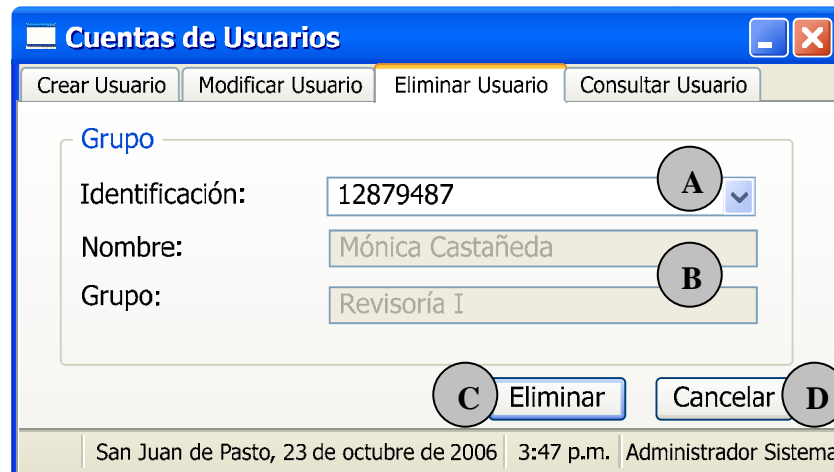 Cuentas de Usuarios
Crear Usuario Modificar Usuario Eliminar Usuario Consultar Usuario
Grupo
Identificación: 12879487 A
Nombre: Mónica Castañeda
B
Grupo: Revisoría I
C Eliminar Cancelar D
San Juan de Pasto, 23 de octubre de 2006 3:47 p.m. Administrador Sistema